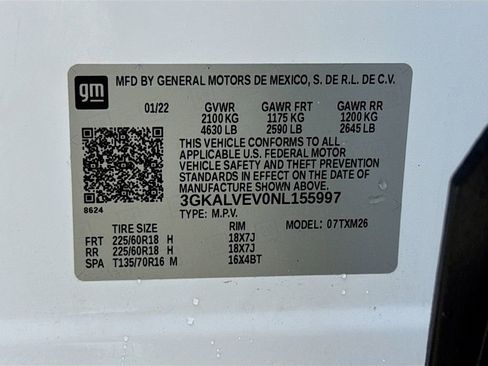 gm MFD BY GENERAL MOTORS DE MEXICO, S. DE R.L. DE C.V.
01/22 GVWR GAWR FRT GAWR RR
2100 KG 1175 KG 1200 KG
4630 LB 2590 LB 2645 LB
THIS VEHICLE CONFORMS TO ALL
APPLICABLE U.S. FEDERAL MOTOR
VEHICLE SAFETY AND THEFT PREVENTION
STANDARDS IN EFFECT ON THE DATE OF
MANUFACTURE SHOWN ABOVE.
3GKALVEV0NL155997
8624
TYPE: M.P.V.
TIRE SIZE RIM MODEL: 07TXM26
FRT 225/60R18 H 18X7J
RR 225/60R18 H 18X7J
SPA T135/70R16 M 16X4BT